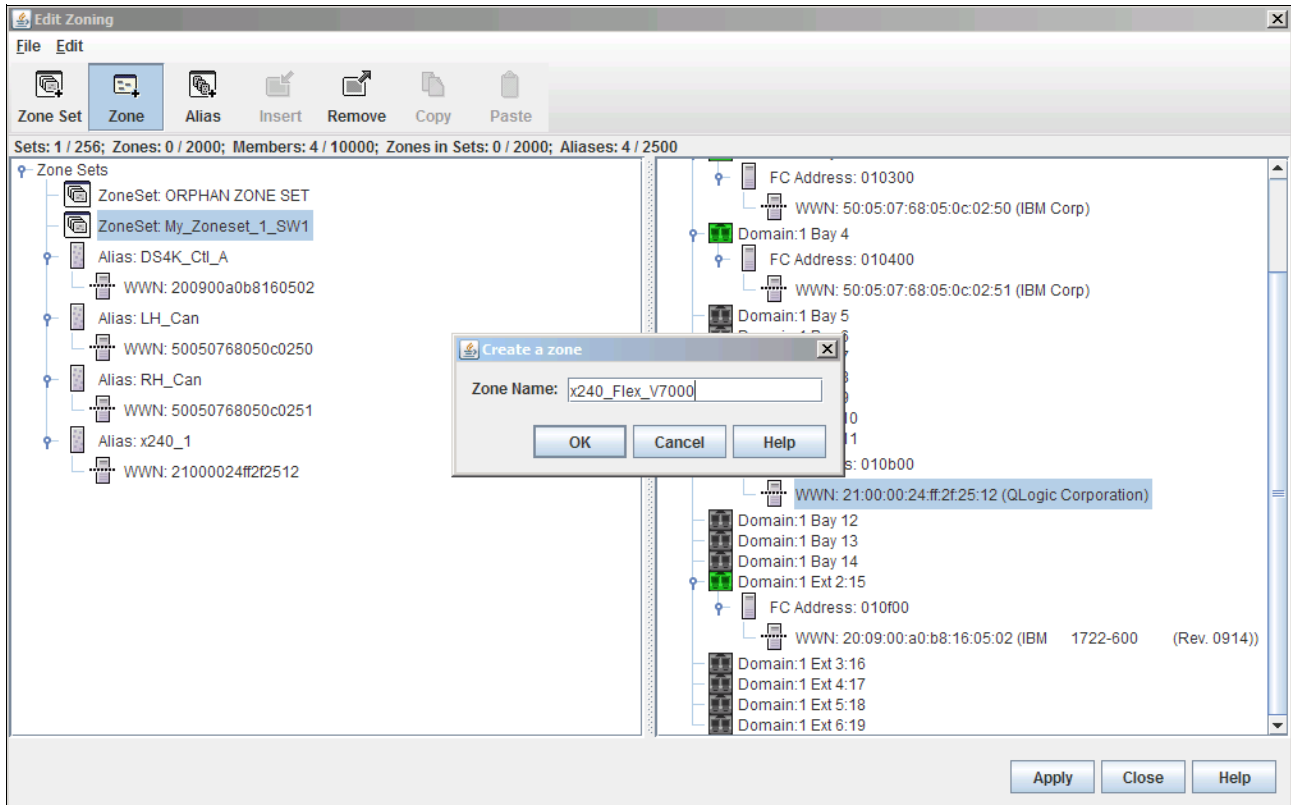 Edit Zoning
File Edit
Zone Set Zone Alias Insert Remove Copy Paste
Sets: 1 / 256; Zones: 0 / 2000; Members: 4 / 10000; Zones in Sets: 0 / 2000; Aliases: 4 / 2500
Zone Sets
ZoneSet: ORPHAN ZONE SET
ZoneSet: My_Zoneset_1_SW1
Alias: DS4K_Ctl_A
WWN: 200900a0b8160502
Alias: LH_Can
WWN: 50050768050c0250
Alias: RH_Can
WWN: 50050768050c0251
Alias: x240_1
WWN: 21000024ff2f2512
FC Address: 010300
WWN: 50:05:07:68:05:0c:02:50 (IBM Corp)
Domain:1 Bay 4
FC Address: 010400
WWN: 50:05:07:68:05:0c:02:51 (IBM Corp)
Domain:1 Bay 5
Create a zone
Zone Name: x240_Flex_V7000
OK Cancel Help
s: 010b00
WWN: 21:00:00:24:ff:2f:25:12 (QLogic Corporation)
Domain:1 Bay 12
Domain:1 Bay 13
Domain:1 Bay 14
Domain:1 Ext 2:15
FC Address: 010f00
WWN: 20:09:00:a0:b8:16:05:02 (IBM 1722-600 (Rev. 0914))
Domain:1 Ext 3:16
Domain:1 Ext 4:17
Domain:1 Ext 5:18
Domain:1 Ext 6:19
Apply Close Help